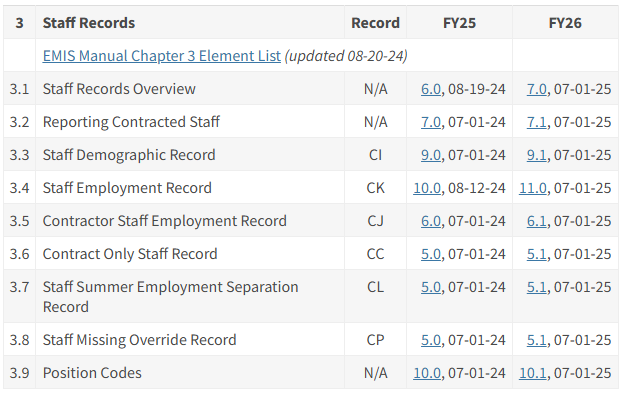 3 Staff Records Record FY25 FY26
EMIS Manual Chapter 3 Element List (updated 08-20-24)
3.1 Staff Records Overview N/A 6.0, 08-19-24 7.0, 07-01-25
3.2 Reporting Contracted Staff N/A 7.0, 07-01-24 7.1, 07-01-25
3.3 Staff Demographic Record CI 9.0, 07-01-24 9.1, 07-01-25
3.4 Staff Employment Record CK 10.0, 08-12-24 11.0, 07-01-25
3.5 Contractor Staff Employment Record CJ 6.0, 07-01-24 6.1, 07-01-25
3.6 Contract Only Staff Record CC 5.0, 07-01-24 5.1, 07-01-25
3.7 Staff Summer Employment Separation CL 5.0, 07-01-24 5.1, 07-01-25
Record
3.8 Staff Missing Override Record CP 5.0, 07-01-24 5.1, 07-01-25
3.9 Position Codes N/A 10.0, 07-01-24 10.1, 07-01-25